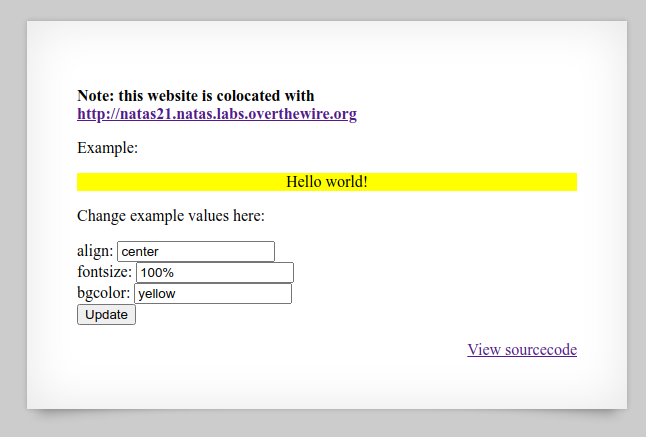 Note: this website is colocated with
http://natas21.natas.labs.overthewire.org
Example:
Hello world!
Change example values here:
align: center
fontsize: 100%
bgcolor: yellow
Update
View sourcecode